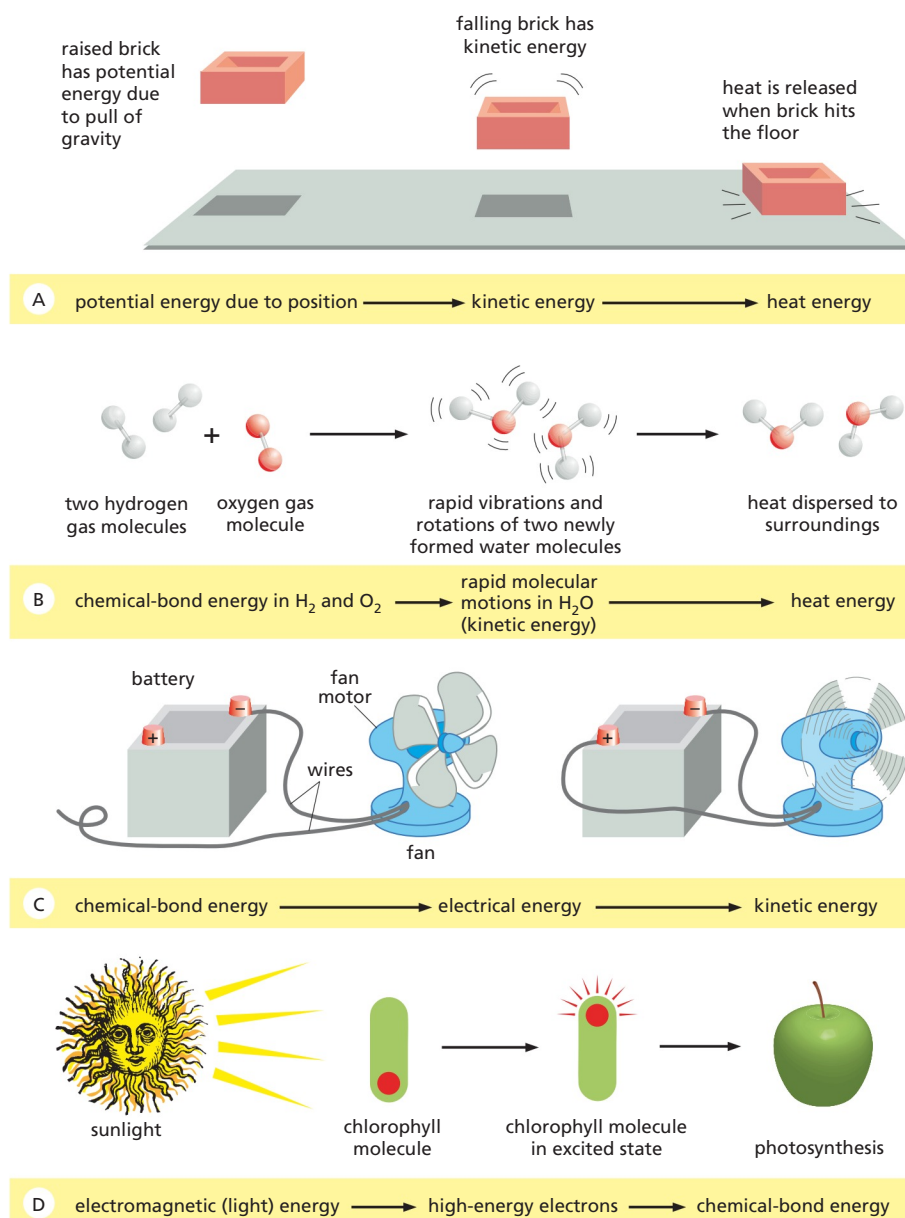 raised brick
has potential
energy due
to pull of
gravity
falling brick has
kinetic energy
heat is released
when brick hits
the floor
A potential energy due to position kinetic energy heat energy
+
two hydrogen
gas molecules
oxygen gas
molecule
rapid vibrations and
rotations of two newly
formed water molecules
heat dispersed to
surroundings
B chemical-bond energy in H₂ and O₂
rapid molecular
motions in H₂O
(kinetic energy)
heat energy
battery
fan
motor
–
+
wires
fan
–
+
C chemical-bond energy electrical energy kinetic energy
sunlight
chlorophyll
molecule
chlorophyll molecule
in excited state
photosynthesis
D electromagnetic (light) energy high-energy electrons chemical-bond energy